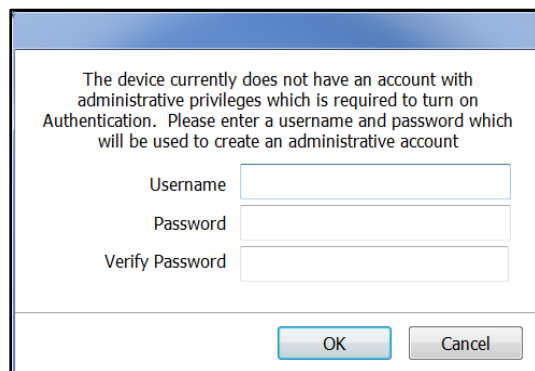 The device currently does not have an account with
administrative privileges which is required to turn on
Authentication. Please enter a username and password which
will be used to create an administrative account
Username
Password
Verify Password
OK
Cancel